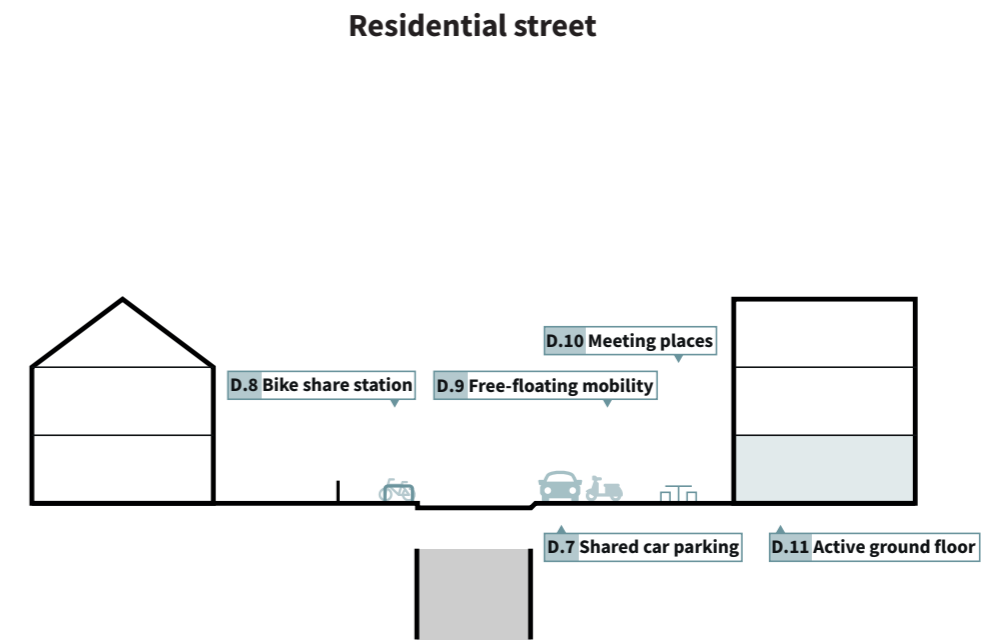 Residential street
D.10 Meeting places
D.8 Bike share station
D.9 Free-floating mobility
D.7 Shared car parking
D.11 Active ground floor